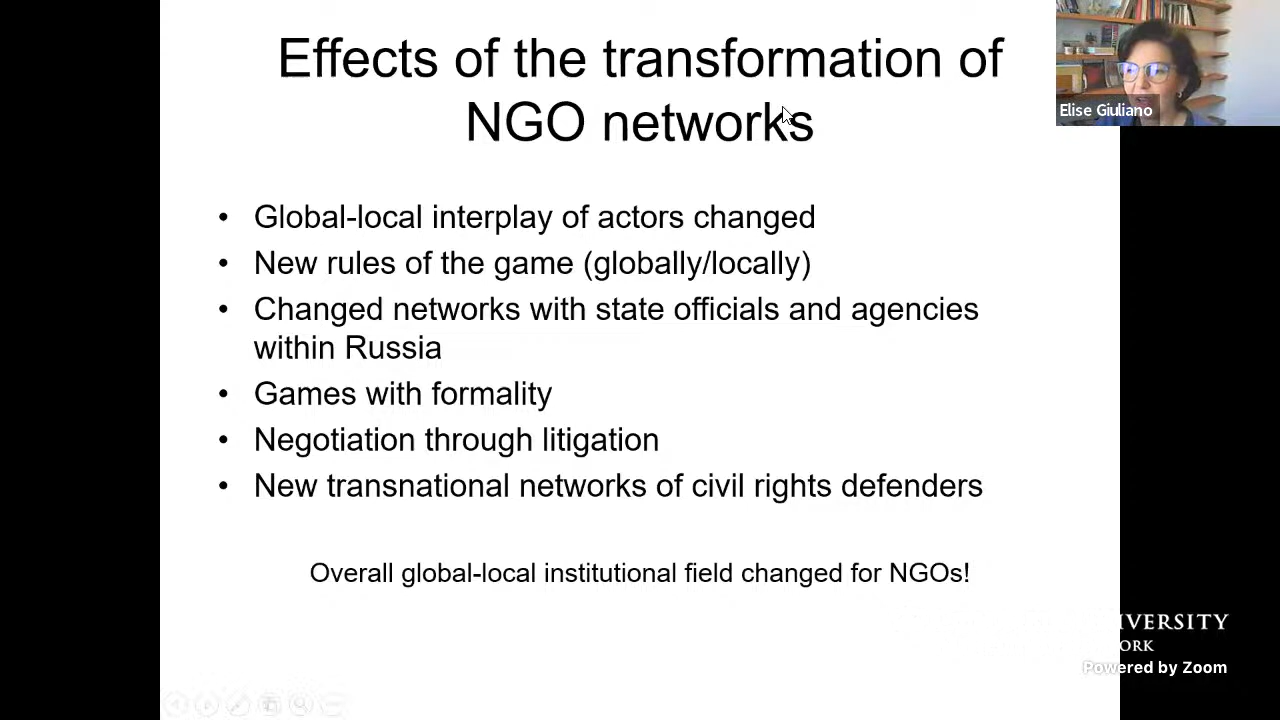 Effects of the transformation of
NGO networks
Elise Giuliano
• Global-local interplay of actors changed
• New rules of the game (globally/locally)
• Changed networks with state officials and agencies
within Russia
• Games with formality
• Negotiation through litigation
• New transnational networks of civil rights defenders
Overall global-local institutional field changed for NGOs!
IVERSITY
ORK
Powered by Zoom